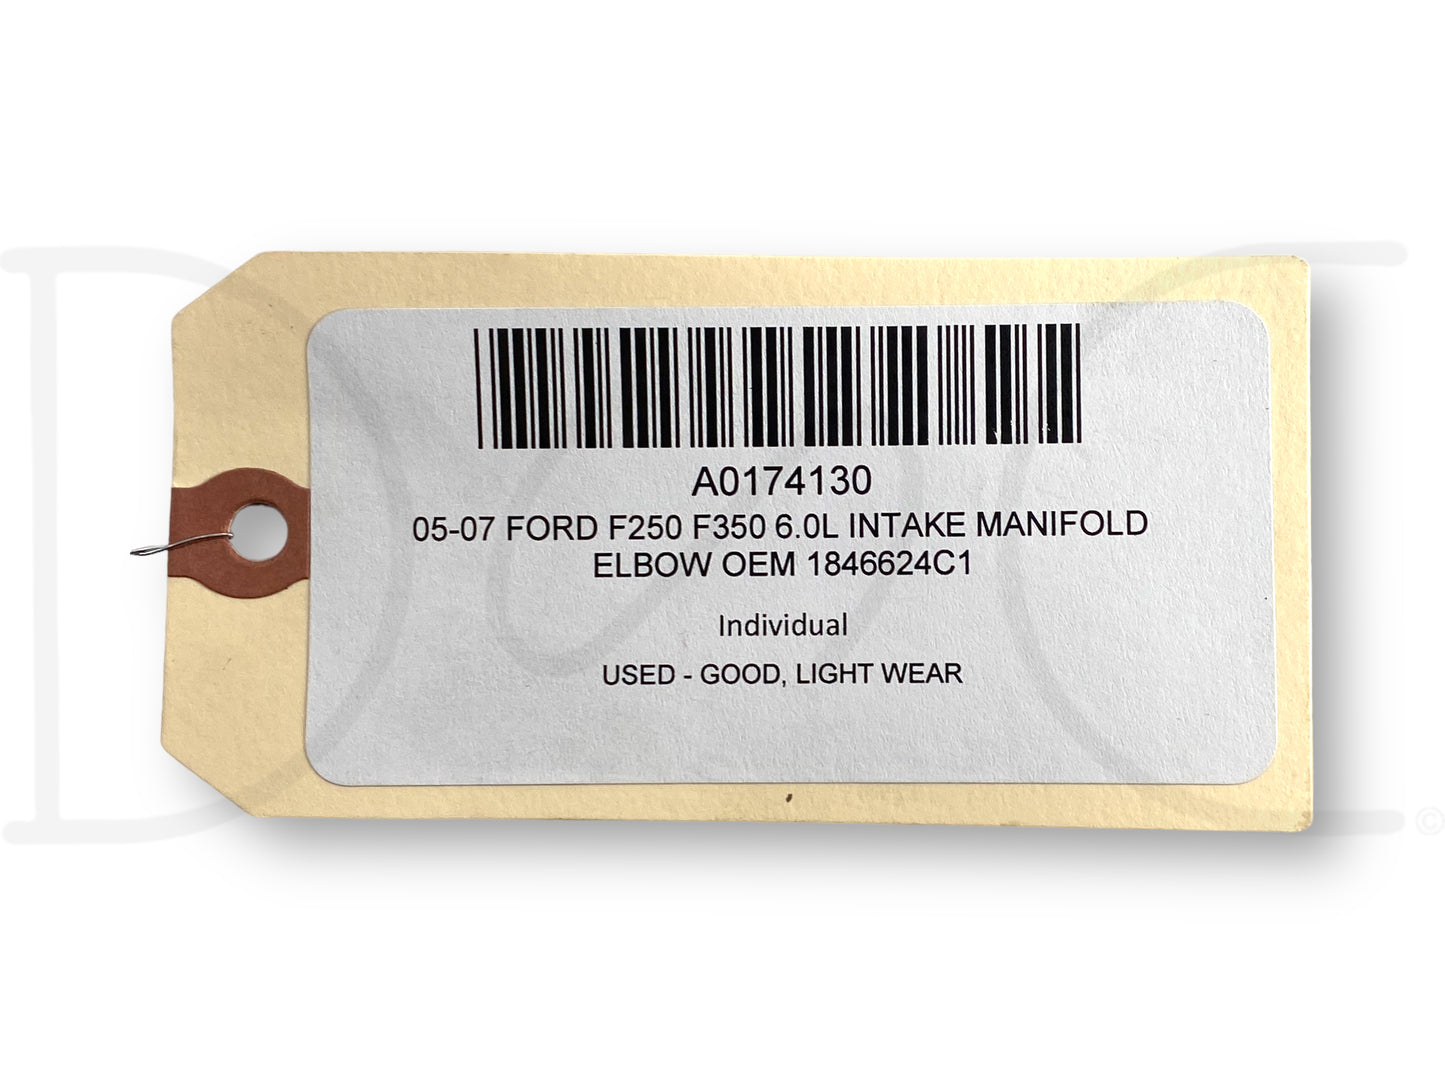 A0174130
05-07 FORD F250 F350 6.0L INTAKE MANIFOLD
ELBOW OEM 1846624C1
Individual
USED - GOOD, LIGHT WEAR
©